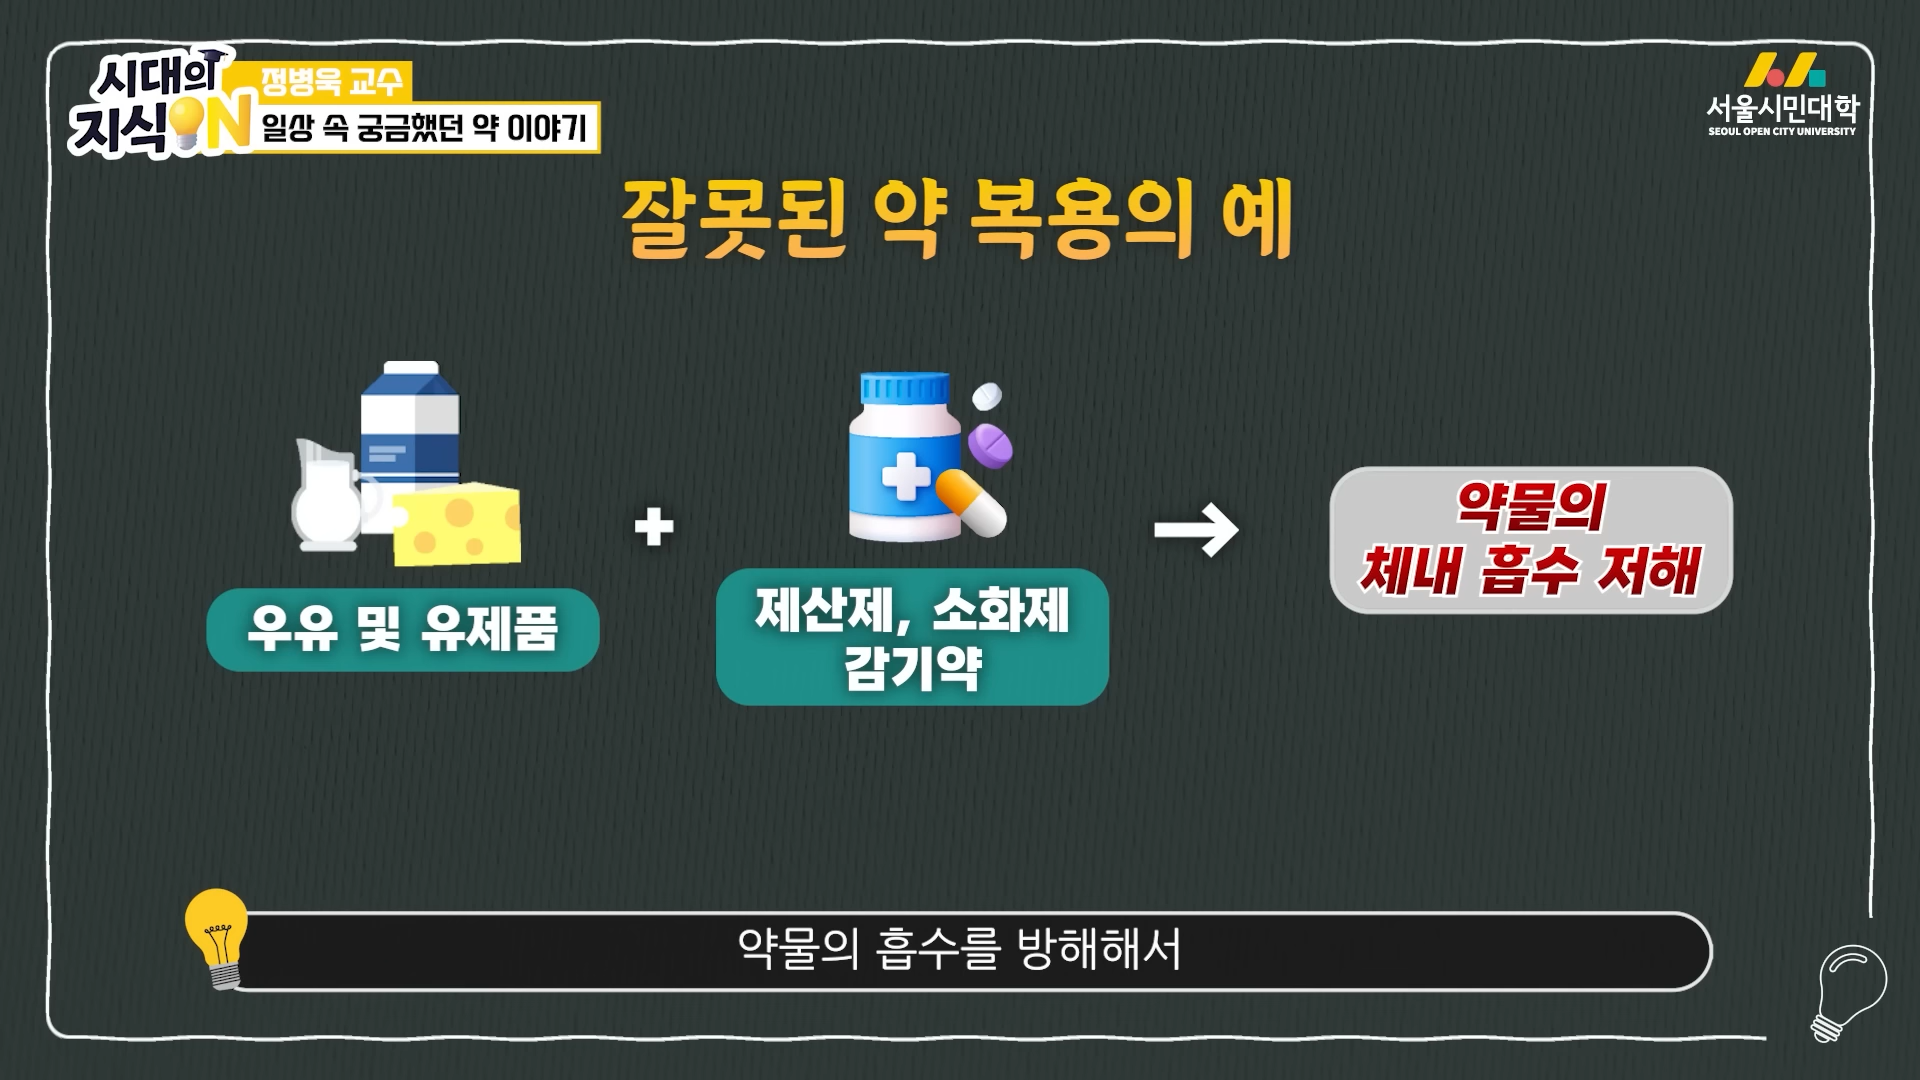 시대의
지식ON
정병욱 교수
일상 속 궁금했던 약 이야기
서울시민대학
SEOUL OPEN CITY UNIVERSITY
잘못된 약 복용의 예
우유 및 유제품
+
제산제, 소화제
감기약
→
약물의
체내 흡수 저해
약물의 흡수를 방해해서